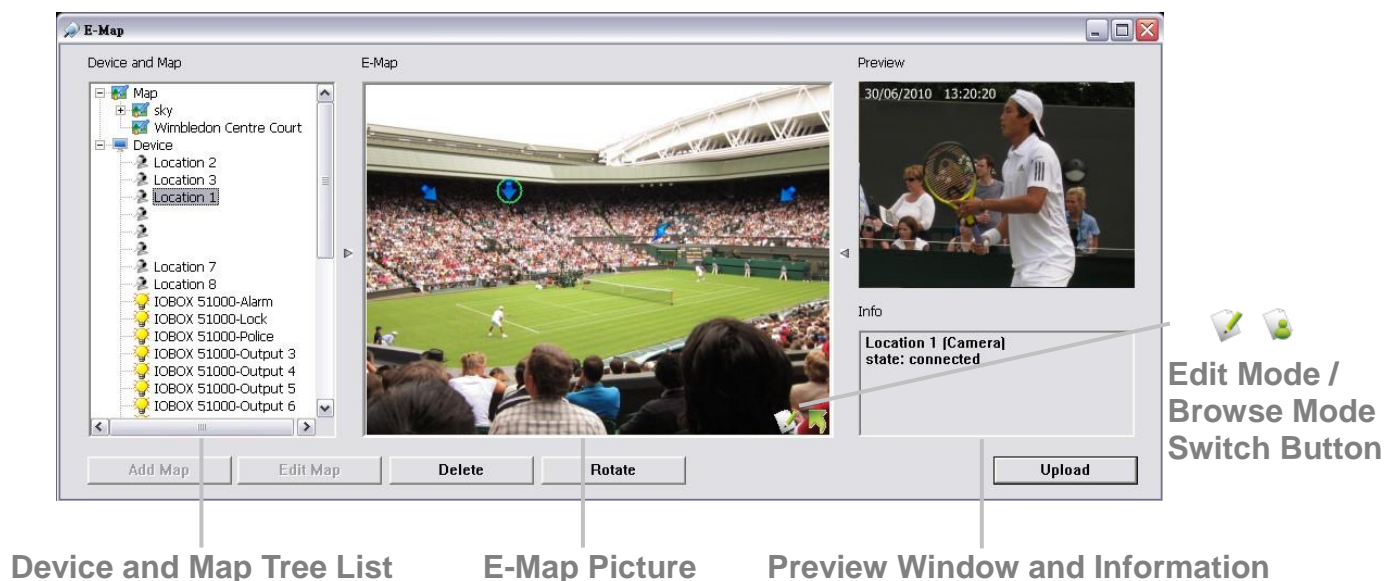 E-Map
Device and Map
E-Map
Preview
Map
sky
Wimbledon Centre Court
Device
Location 2
Location 3
Location 1
Location 7
Location 8
IOBOX 51000-Alarm
IOBOX 51000-Lock
IOBOX 51000-Police
IOBOX 51000-Output 3
IOBOX 51000-Output 4
IOBOX 51000-Output 5
IOBOX 51000-Output 6
30/06/2010 13:20:20
Info
Location 1 (Camera)
state: connected
Add Map
Edit Map
Delete
Rotate
Upload
Edit Mode /
Browse Mode
Switch Button
Device and Map Tree List
E-Map Picture
Preview Window and Information